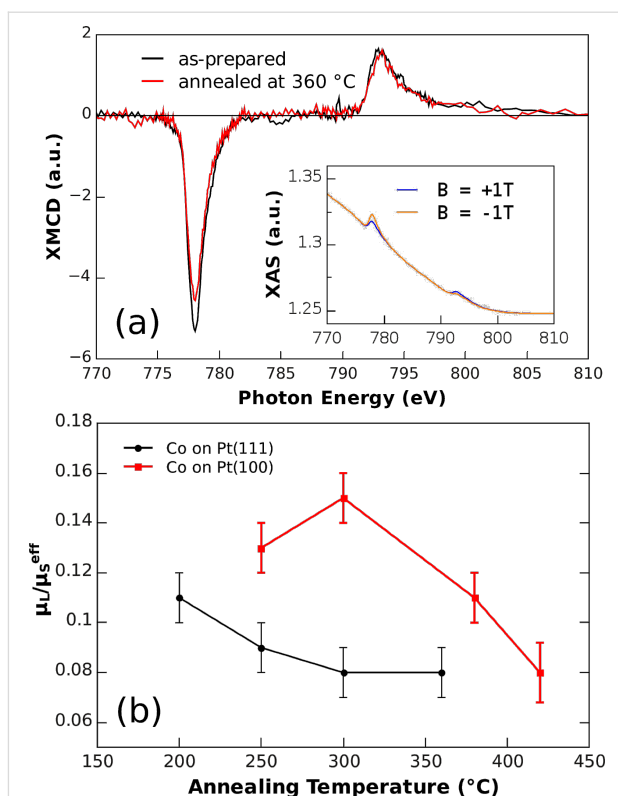 2
0
−2
−4
−6
XMCD (a.u.)
as-prepared
annealed at 360 °C
(a)
1.35
1.3
1.25
XAS (a.u.)
B = +1T
B = -1T
770 780 790 800 810
770 775 780 785 790 795 800 805 810
Photon Energy (eV)
0.18
0.16
0.14
0.12
0.1
0.08
0.06
μL/μSeff
Co on Pt(111)
Co on Pt(100)
(b)
150 200 250 300 350 400 450
Annealing Temperature (°C)